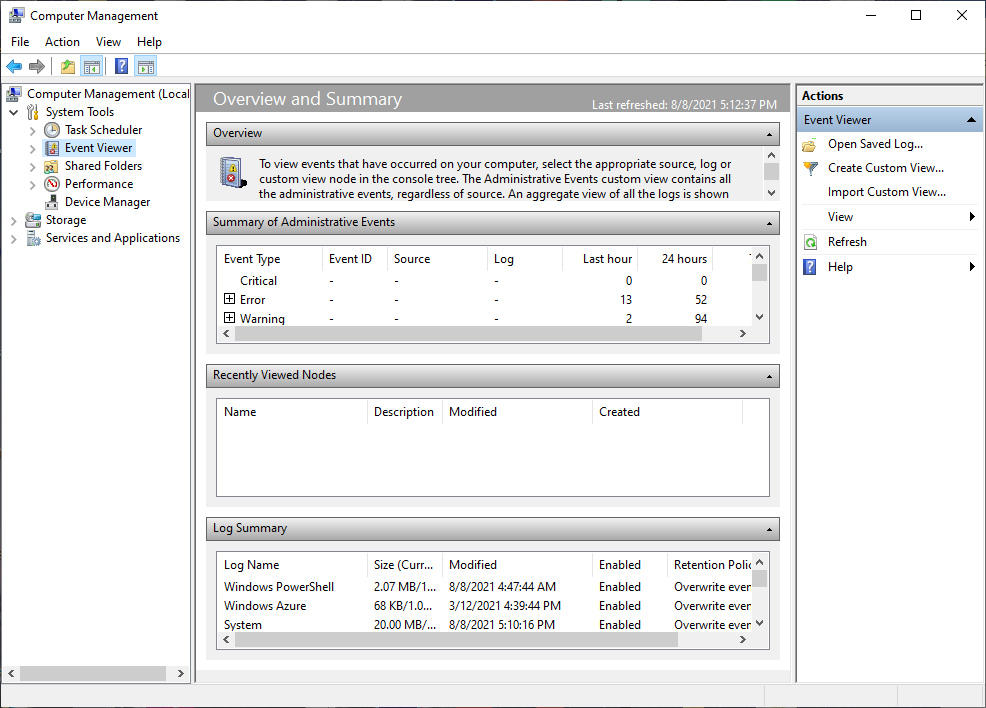 Computer Management
File Action View Help
Computer Management (Local
System Tools
Task Scheduler
Event Viewer
Shared Folders
Performance
Device Manager
Storage
Services and Applications
Overview and Summary
Last refreshed: 8/8/2021 5:12:37 PM
Overview
To view events that have occurred on your computer, select the appropriate source, log or
custom view node in the console tree. The Administrative Events custom view contains all
the administrative events, regardless of source. An aggregate view of all the logs is shown
Summary of Administrative Events
Event Type Event ID Source Log Last hour 24 hours
Critical - - - 0 0
Error - - - 13 52
Warning - - - 2 94
Recently Viewed Nodes
Name Description Modified Created
Log Summary
Log Name Size (Curr... Modified Enabled Retention Polic
Windows PowerShell 2.07 MB/1... 8/8/2021 4:47:44 AM Enabled Overwrite ever
Windows Azure 68 KB/1.0... 3/12/2021 4:39:44 PM Enabled Overwrite ever
System 20.00 MB/... 8/8/2021 5:10:16 PM Enabled Overwrite ever
Actions
Event Viewer
Open Saved Log...
Create Custom View...
Import Custom View...
View
Refresh
Help